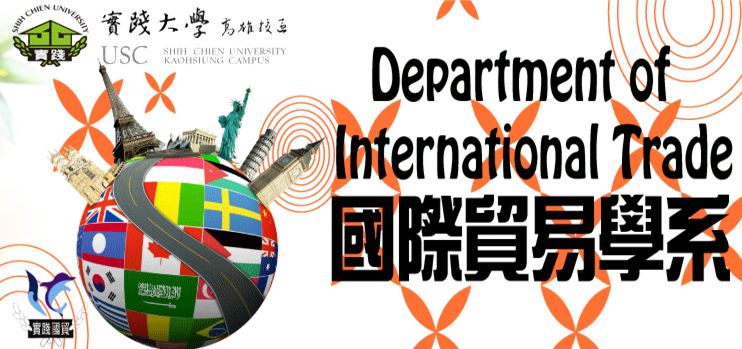 SHIH CHIEN UNIVERSITY
實踐
實踐大學 高雄校區
USC SHIH CHIEN UNIVERSITY
KAOHSIUNG CAMPUS
Department of
International Trade
國際貿易學系
實踐國貿